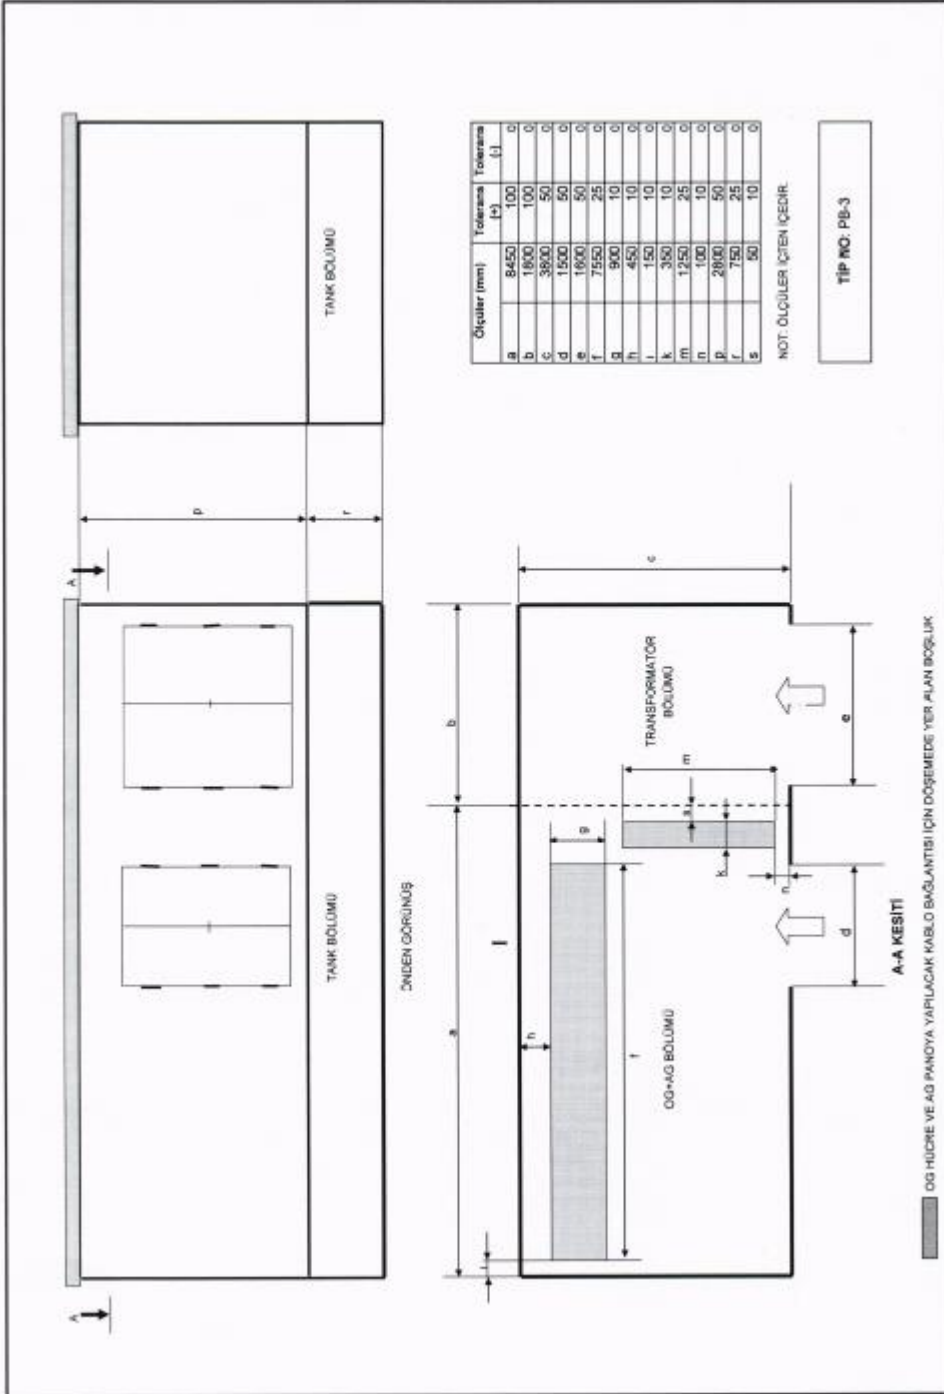 A
A
p
r
TANK BÖLÜMÜ
TANK BÖLÜMÜ
ÖNDEN GÖRÜNÜŞ
a
b
c
h
g
f
i
m
s
k
n
d
e
OG+AG BÖLÜMÜ
TRANSFORMATÖR
BÖLÜMÜ
A-A KESİTİ
OG HÜCRE VE AG PANOYA YAPILACAK KABLO BAĞLANTISI İÇİN DÖŞEMEDE YER ALAN BOŞLUK
Ölçüler (mm) Tolerans (+) Tolerans (-)
a 8450 100 0
b 1800 100 0
c 3800 50 0
d 1500 50 0
e 1600 50 0
f 7550 25 0
g 900 10 0
h 450 10 0
ı 150 10 0
k 350 10 0
m 1250 25 0
n 100 10 0
p 2800 50 0
r 750 25 0
s 50 10 0
NOT: ÖLÇÜLER İÇTEN İÇEDİR.
TİP NO: PB-3